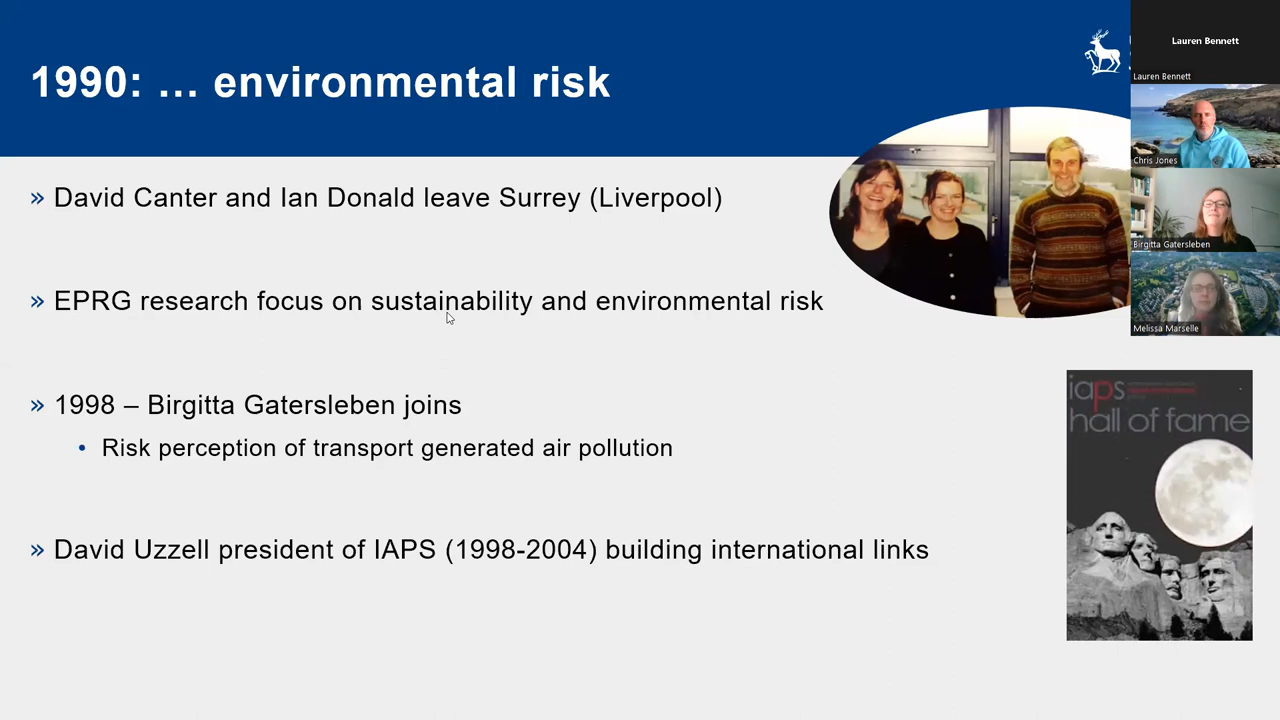 1990: … environmental risk
» David Canter and Ian Donald leave Surrey (Liverpool)
» EPRG research focus on sustainability and environmental risk
» 1998 – Birgitta Gatersleben joins
• Risk perception of transport generated air pollution
» David Uzzell president of IAPS (1998-2004) building international links
iaps
hall of fame
Lauren Bennett
Lauren Bennett
Chris Jones
Birgitta Gatersleben
Melissa Marselle